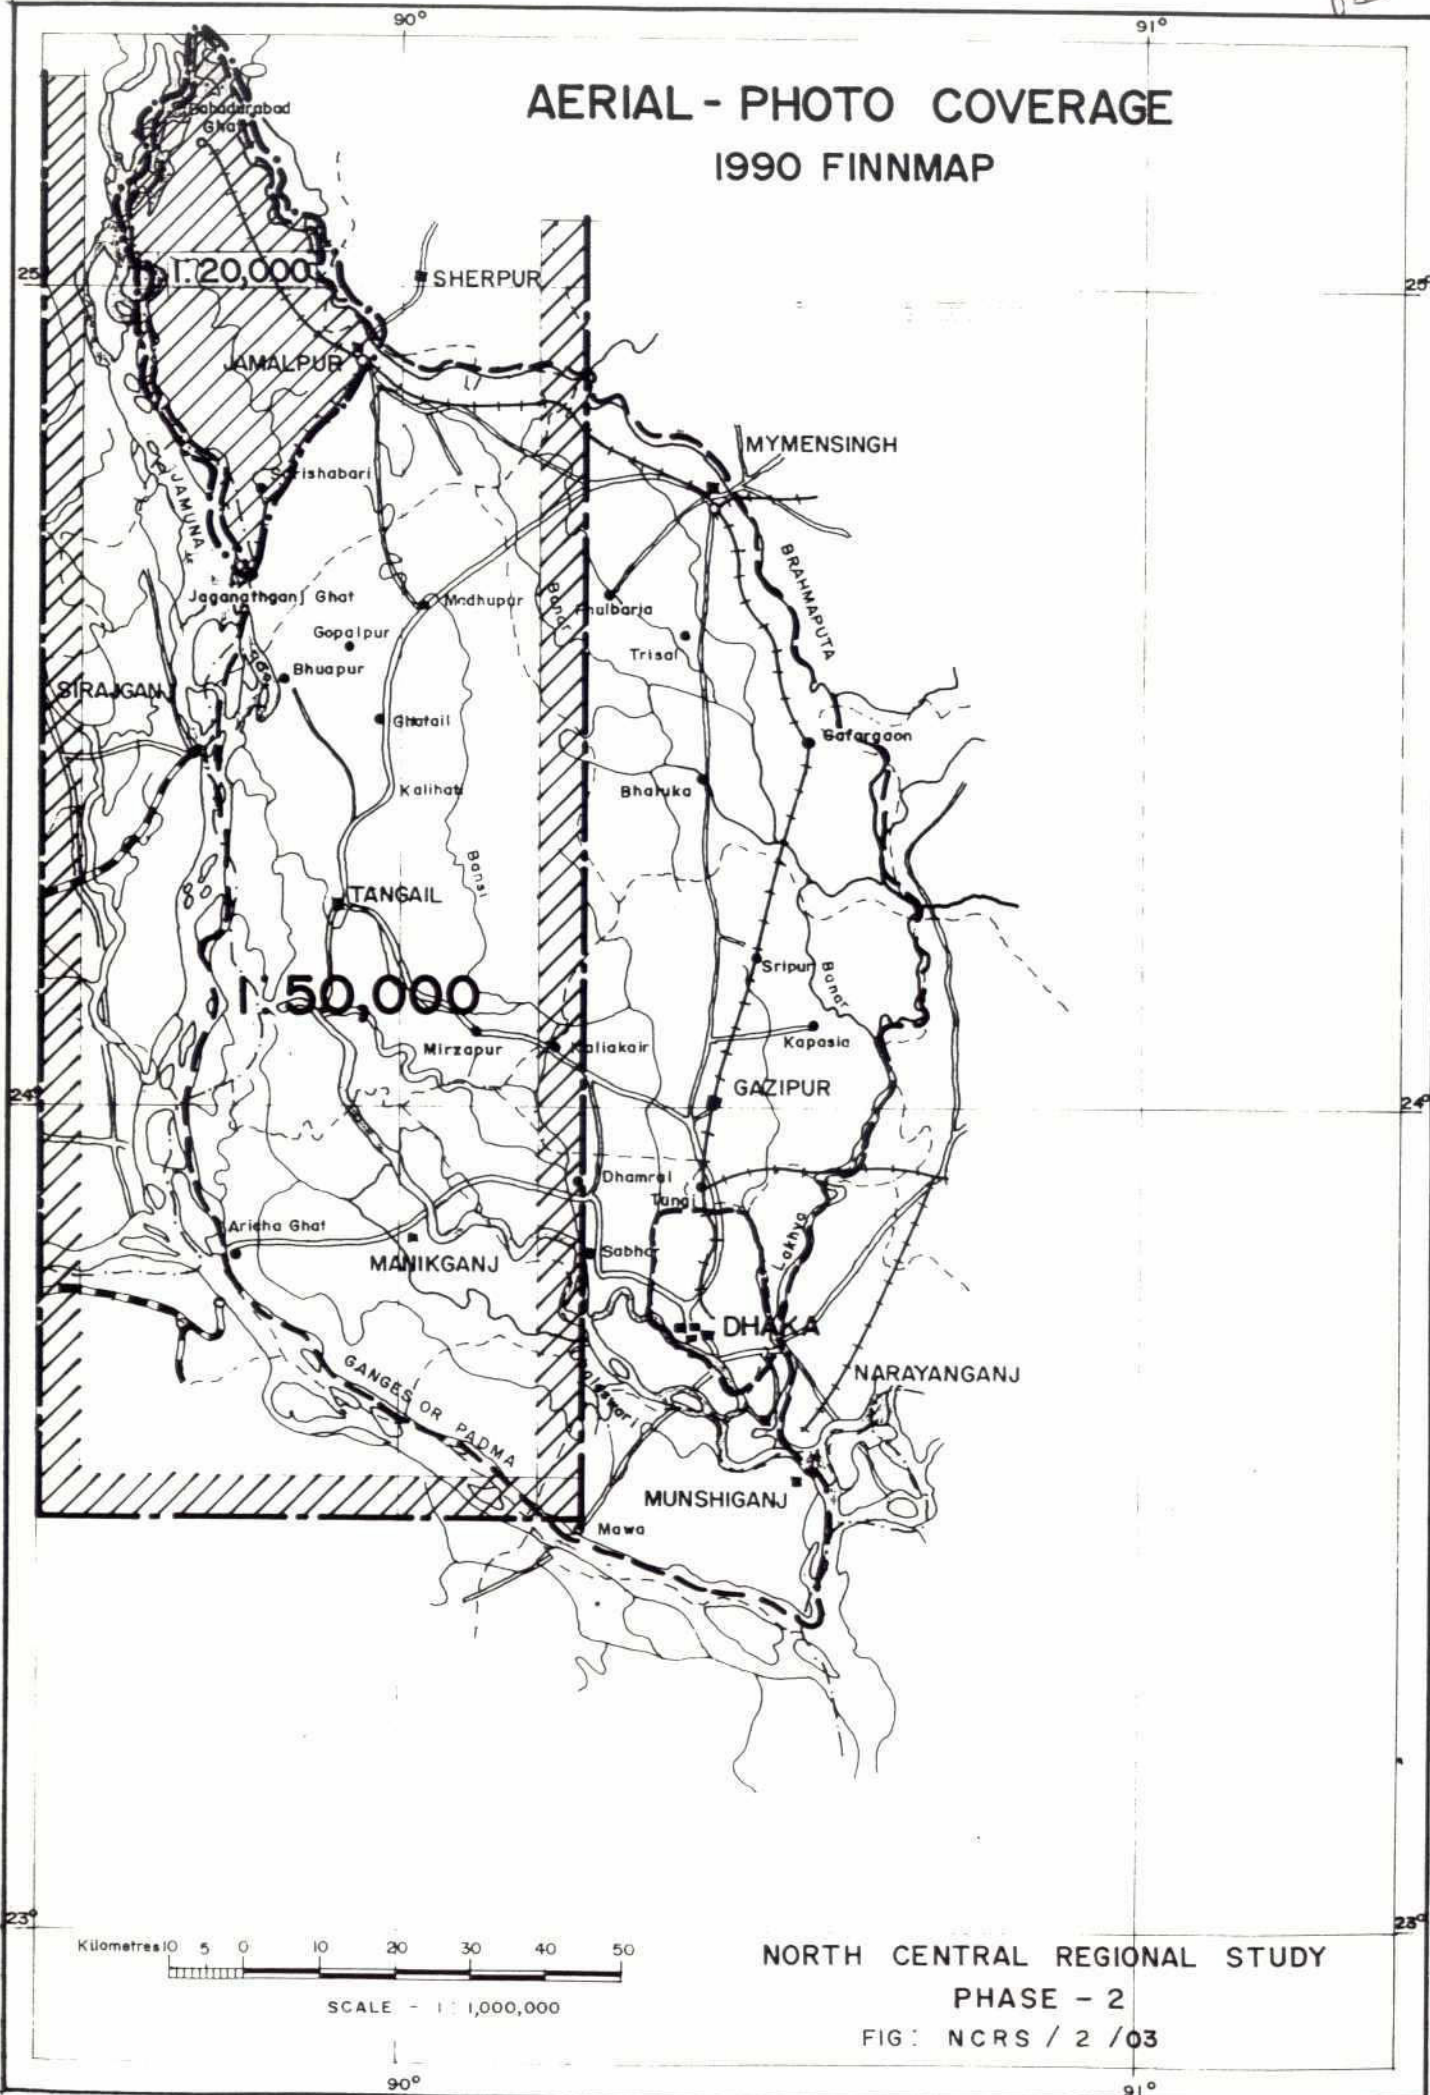 90°
91°
AERIAL - PHOTO COVERAGE
1990 FINNMAP
Bahadurabad
Ghat
25°
1:20,000
SHERPUR
25°
JAMALPUR
MYMENSINGH
Sarishabari
JAMUNA
BRAHMAPUTA
Jaganathganj Ghat
Madhupur
Banar
Phulbaria
Gopalpur
Trisal
Bhuapur
SIRAJGANJ
Ghatail
Gafargaon
Kalihati
Bhaluka
Bansi
TANGAIL
Sripur
Banar
1:50,000
Mirzapur
Kaliakair
Kapasia
24°
GAZIPUR
24°
Dhamrai
Tungi
Lakhya
Aricha Ghat
MANIKGANJ
Sabhar
DHAKA
GANGES OR PADMA
NARAYANGANJ
MUNSHIGANJ
Mawa
23°
23°
Kilometres 10 5 0 10 20 30 40 50
SCALE - 1 : 1,000,000
NORTH CENTRAL REGIONAL STUDY
PHASE - 2
FIG: NCRS / 2 /03
90°
91°